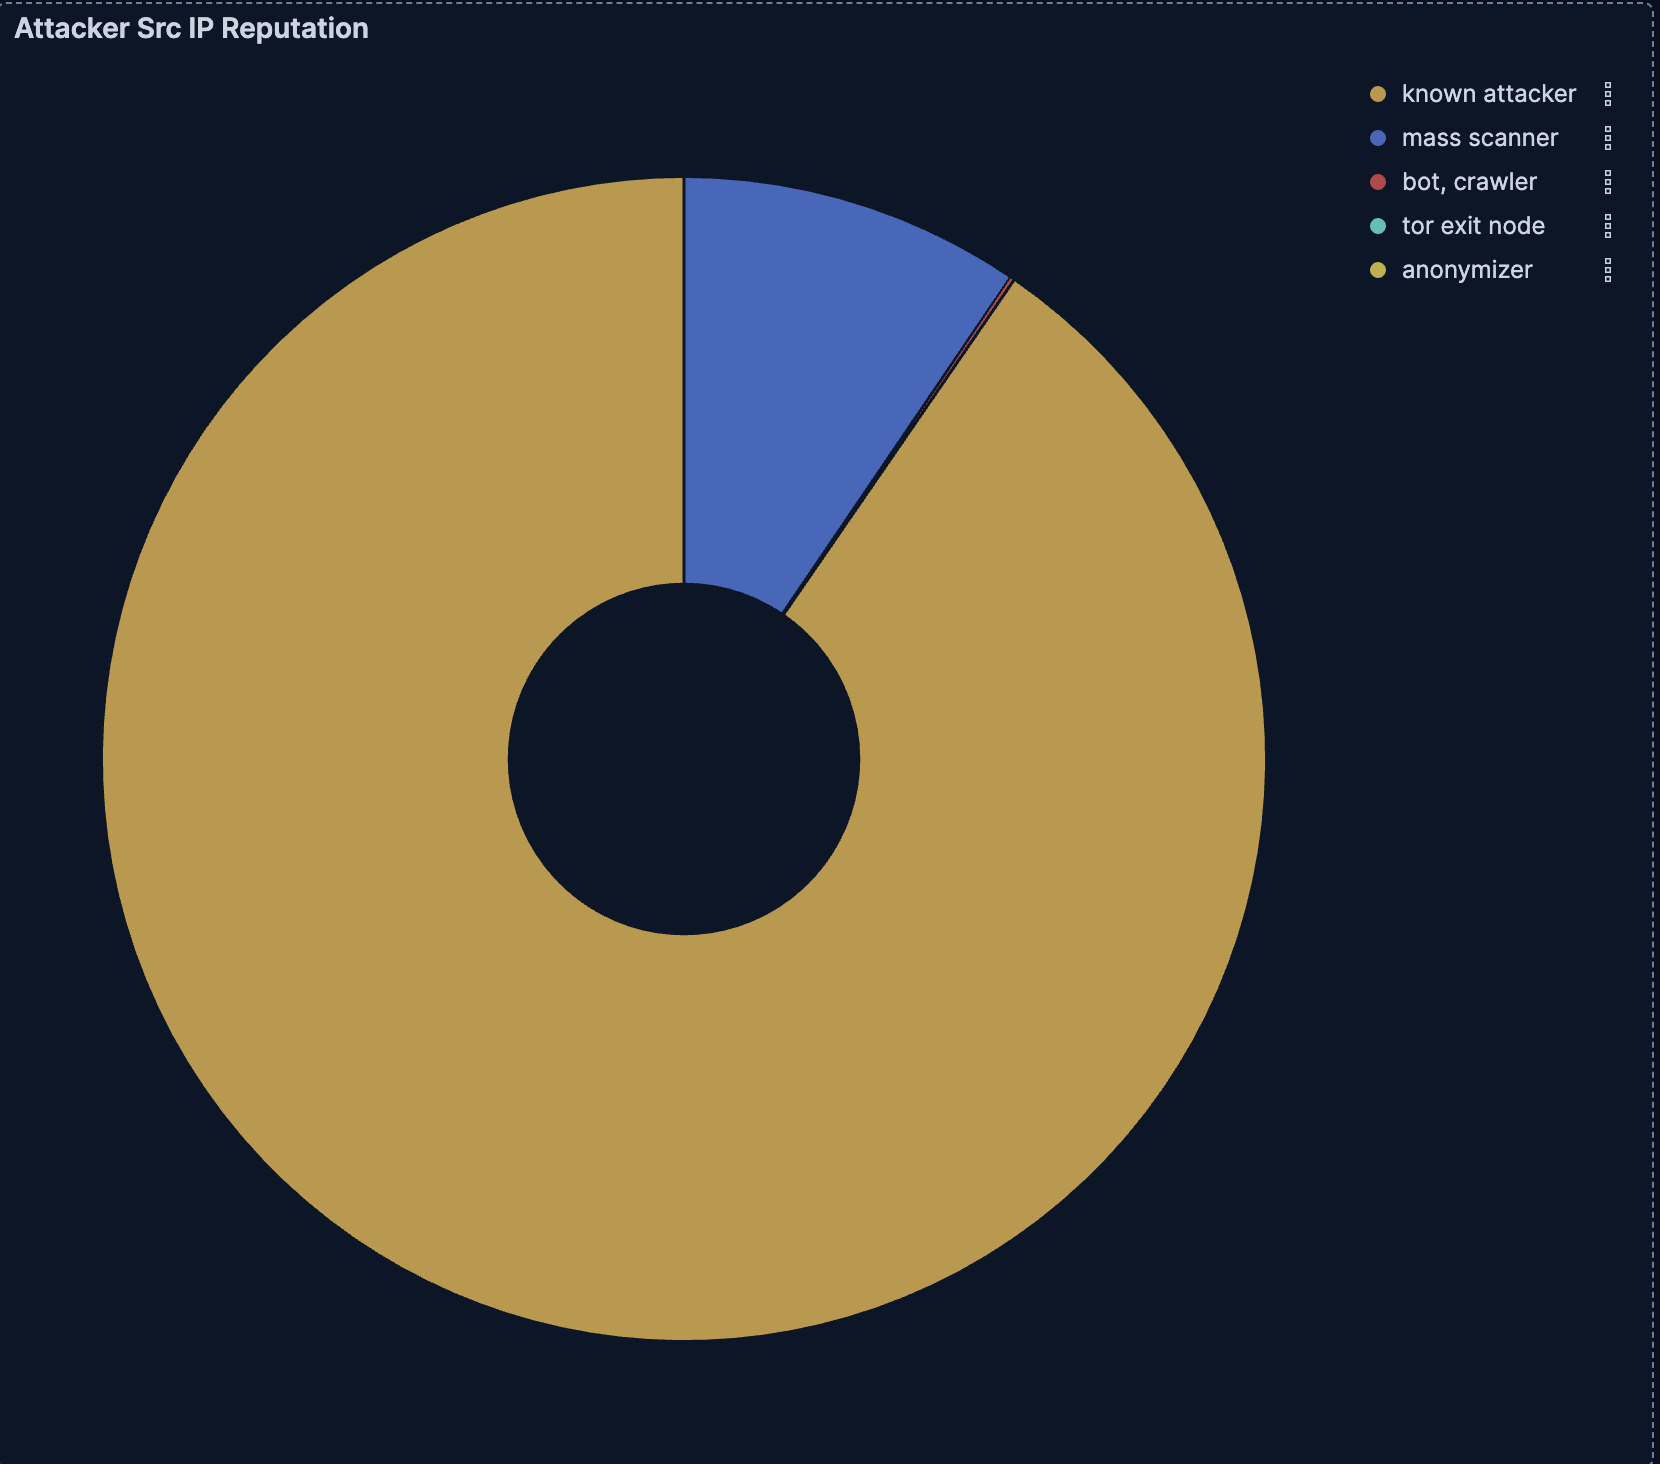 Attacker Src IP Reputation
known attacker
mass scanner
bot, crawler
tor exit node
anonymizer